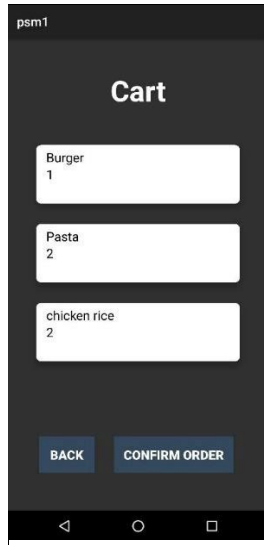 psm1
Cart
Burger
1
Pasta
2
chicken rice
2
BACK
CONFIRM ORDER